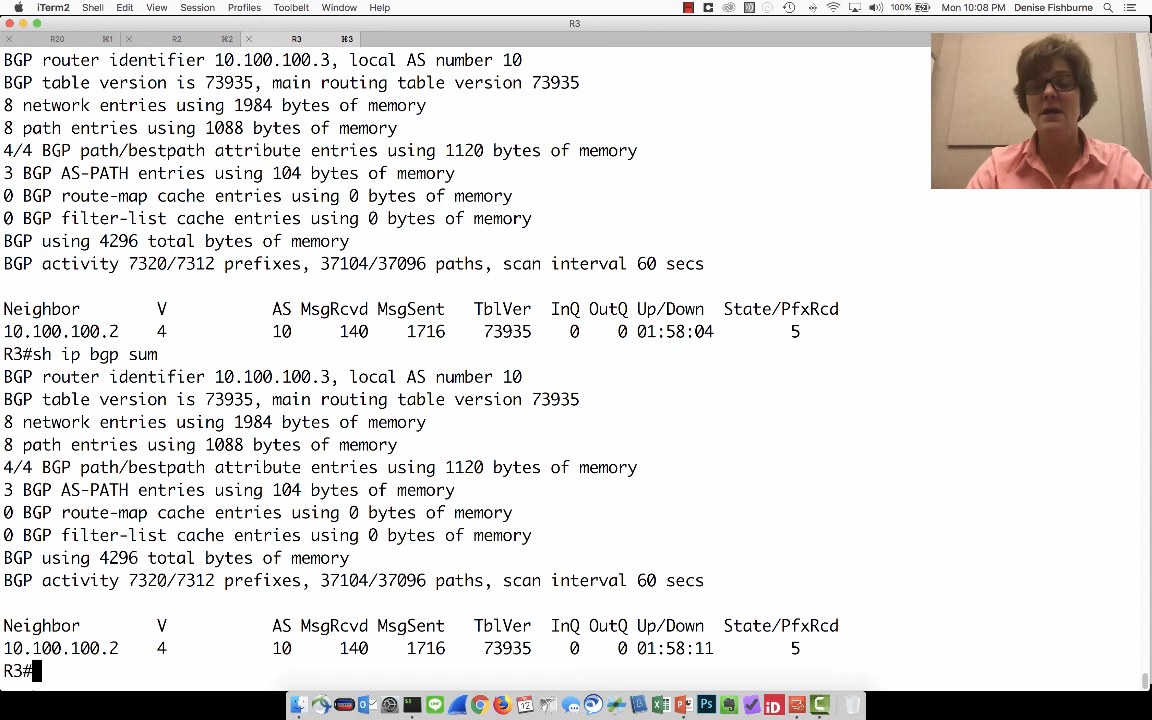 iTerm2 Shell Edit View Session Profiles Toolbelt Window Help 100% Mon 10:08 PM Denise Fishburne
R3
R20 ⌘1 R2 ⌘2 R3 ⌘3
BGP router identifier 10.100.100.3, local AS number 10
BGP table version is 73935, main routing table version 73935
8 network entries using 1984 bytes of memory
8 path entries using 1088 bytes of memory
4/4 BGP path/bestpath attribute entries using 1120 bytes of memory
3 BGP AS-PATH entries using 104 bytes of memory
0 BGP route-map cache entries using 0 bytes of memory
0 BGP filter-list cache entries using 0 bytes of memory
BGP using 4296 total bytes of memory
BGP activity 7320/7312 prefixes, 37104/37096 paths, scan interval 60 secs
Neighbor V AS MsgRcvd MsgSent TblVer InQ OutQ Up/Down State/PfxRcd
10.100.100.2 4 10 140 1716 73935 0 0 01:58:04 5
R3#sh ip bgp sum
BGP router identifier 10.100.100.3, local AS number 10
BGP table version is 73935, main routing table version 73935
8 network entries using 1984 bytes of memory
8 path entries using 1088 bytes of memory
4/4 BGP path/bestpath attribute entries using 1120 bytes of memory
3 BGP AS-PATH entries using 104 bytes of memory
0 BGP route-map cache entries using 0 bytes of memory
0 BGP filter-list cache entries using 0 bytes of memory
BGP using 4296 total bytes of memory
BGP activity 7320/7312 prefixes, 37104/37096 paths, scan interval 60 secs
Neighbor V AS MsgRcvd MsgSent TblVer InQ OutQ Up/Down State/PfxRcd
10.100.100.2 4 10 140 1716 73935 0 0 01:58:11 5
R3#
12 Ps iD